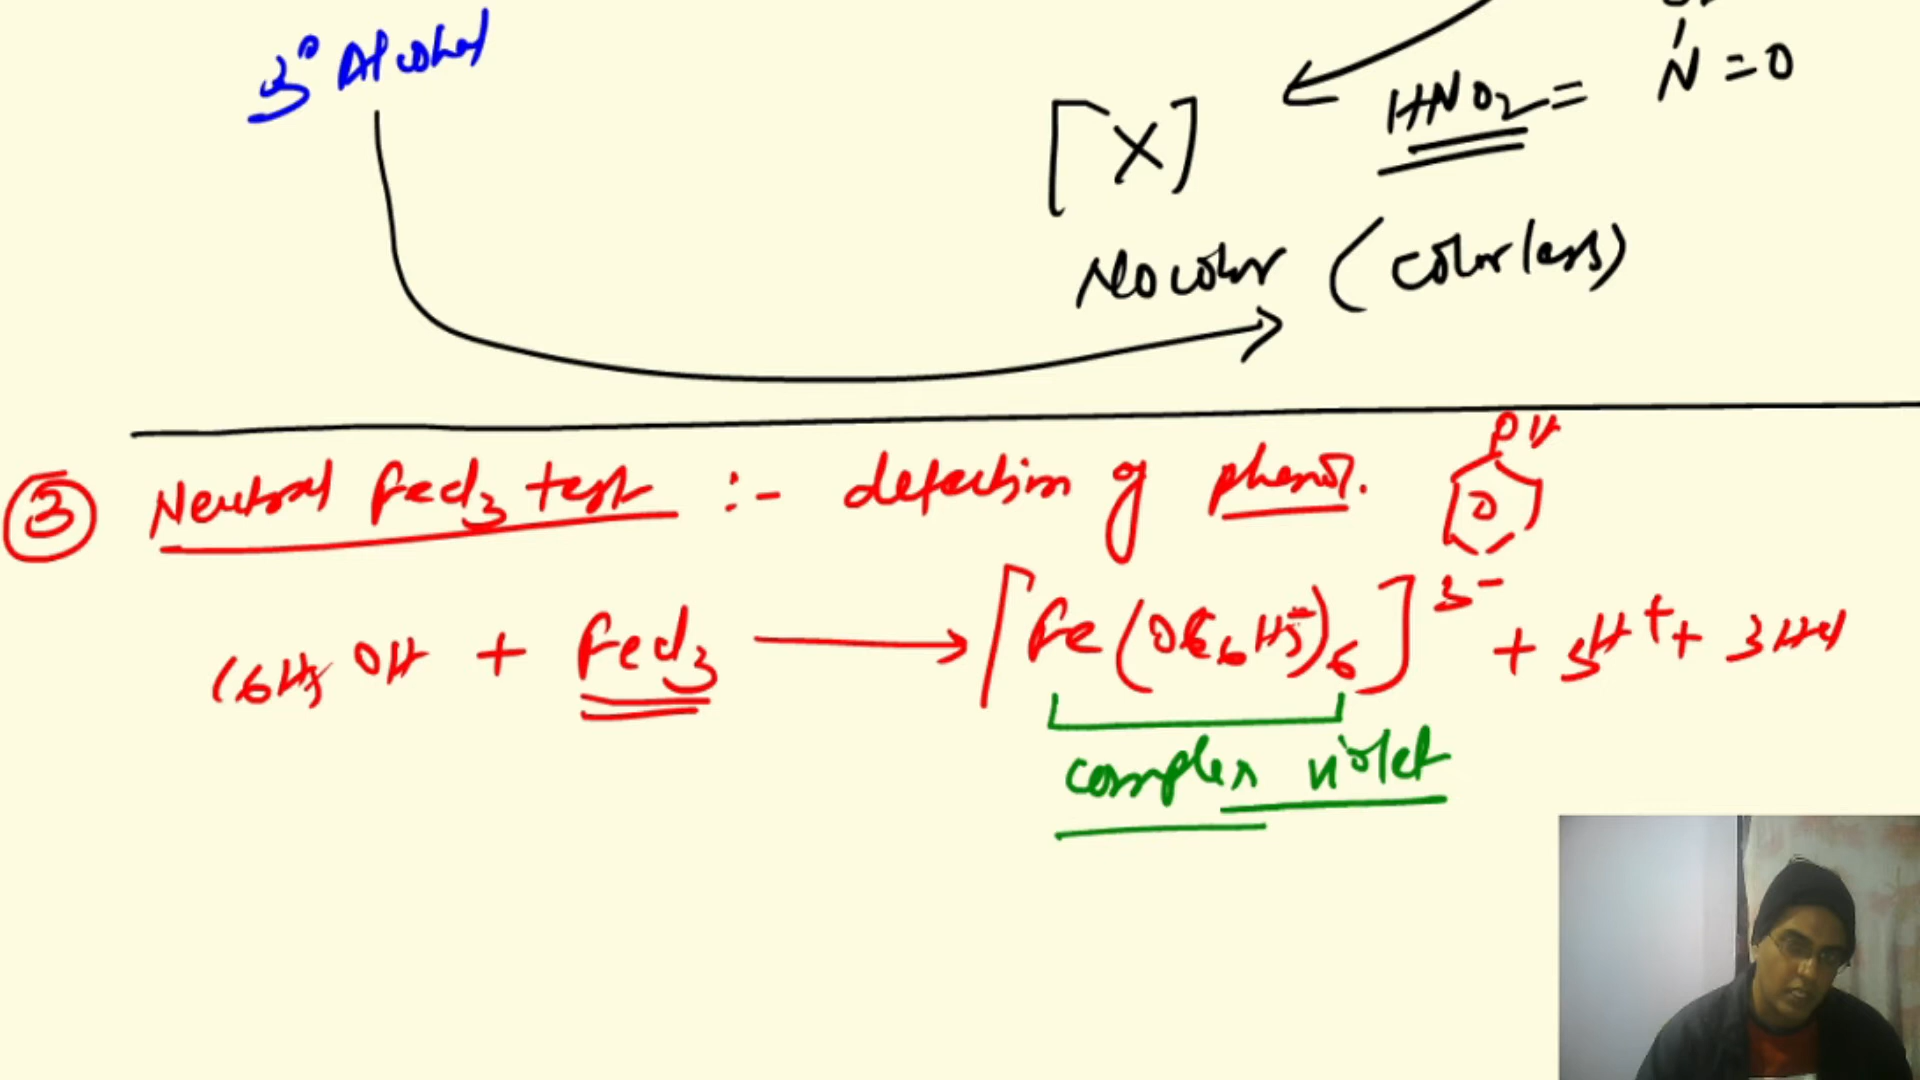 3° Alcohol
N=O
HNO2 =
[X]
No color (colorless)
③ Neutral FeCl3 test :- detection of phenol. OH
C6H5OH + FeCl3 → [Fe(OC6H5)6]3- + 3H+ + 3HCl
complex violet